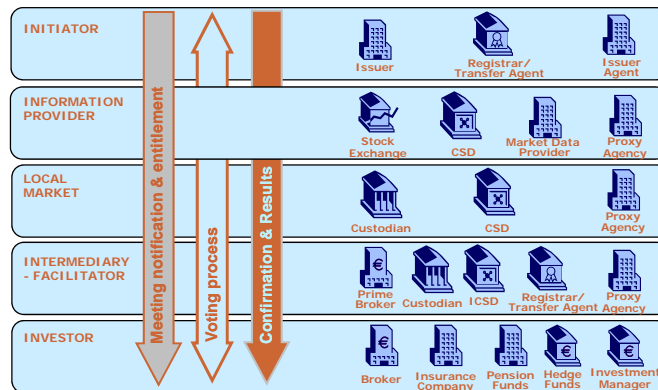 INITIATOR
Issuer
Registrar/
Transfer Agent
Issuer
Agent
INFORMATION
PROVIDER
Stock
Exchange
CSD
Market Data
Provider
Proxy
Agency
LOCAL
MARKET
Custodian
CSD
Proxy
Agency
INTERMEDIARY
- FACILITATOR
Prime
Broker
Custodian
ICSD
Registrar/
Transfer Agent
Proxy
Agency
INVESTOR
Broker
Insurance
Company
Pension
Funds
Hedge
Funds
Investment
Manager
Meeting notification & entitlement
Voting process
Confirmation & Results